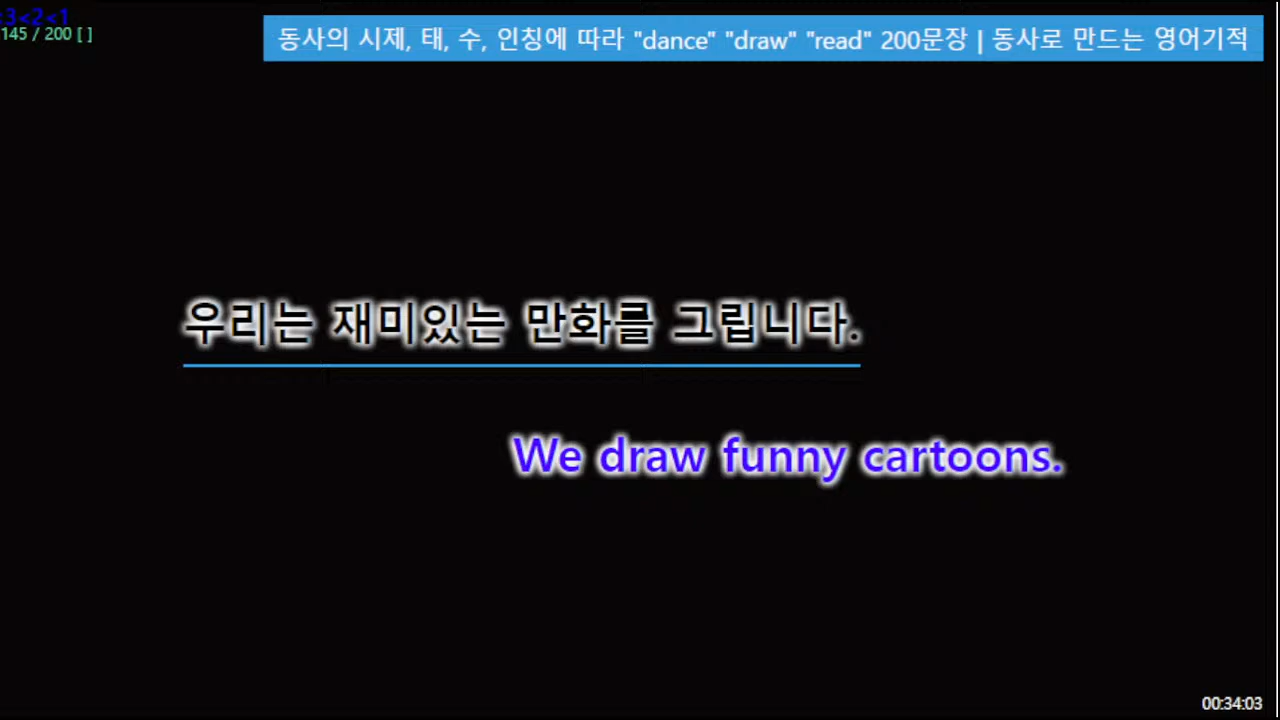 :3<2<1
145 / 200 [ ]
동사의 시제, 태, 수, 인칭에 따라 "dance" "draw" "read" 200문장 | 동사로 만드는 영어기적
우리는 재미있는 만화를 그립니다.
We draw funny cartoons.
00:34:03